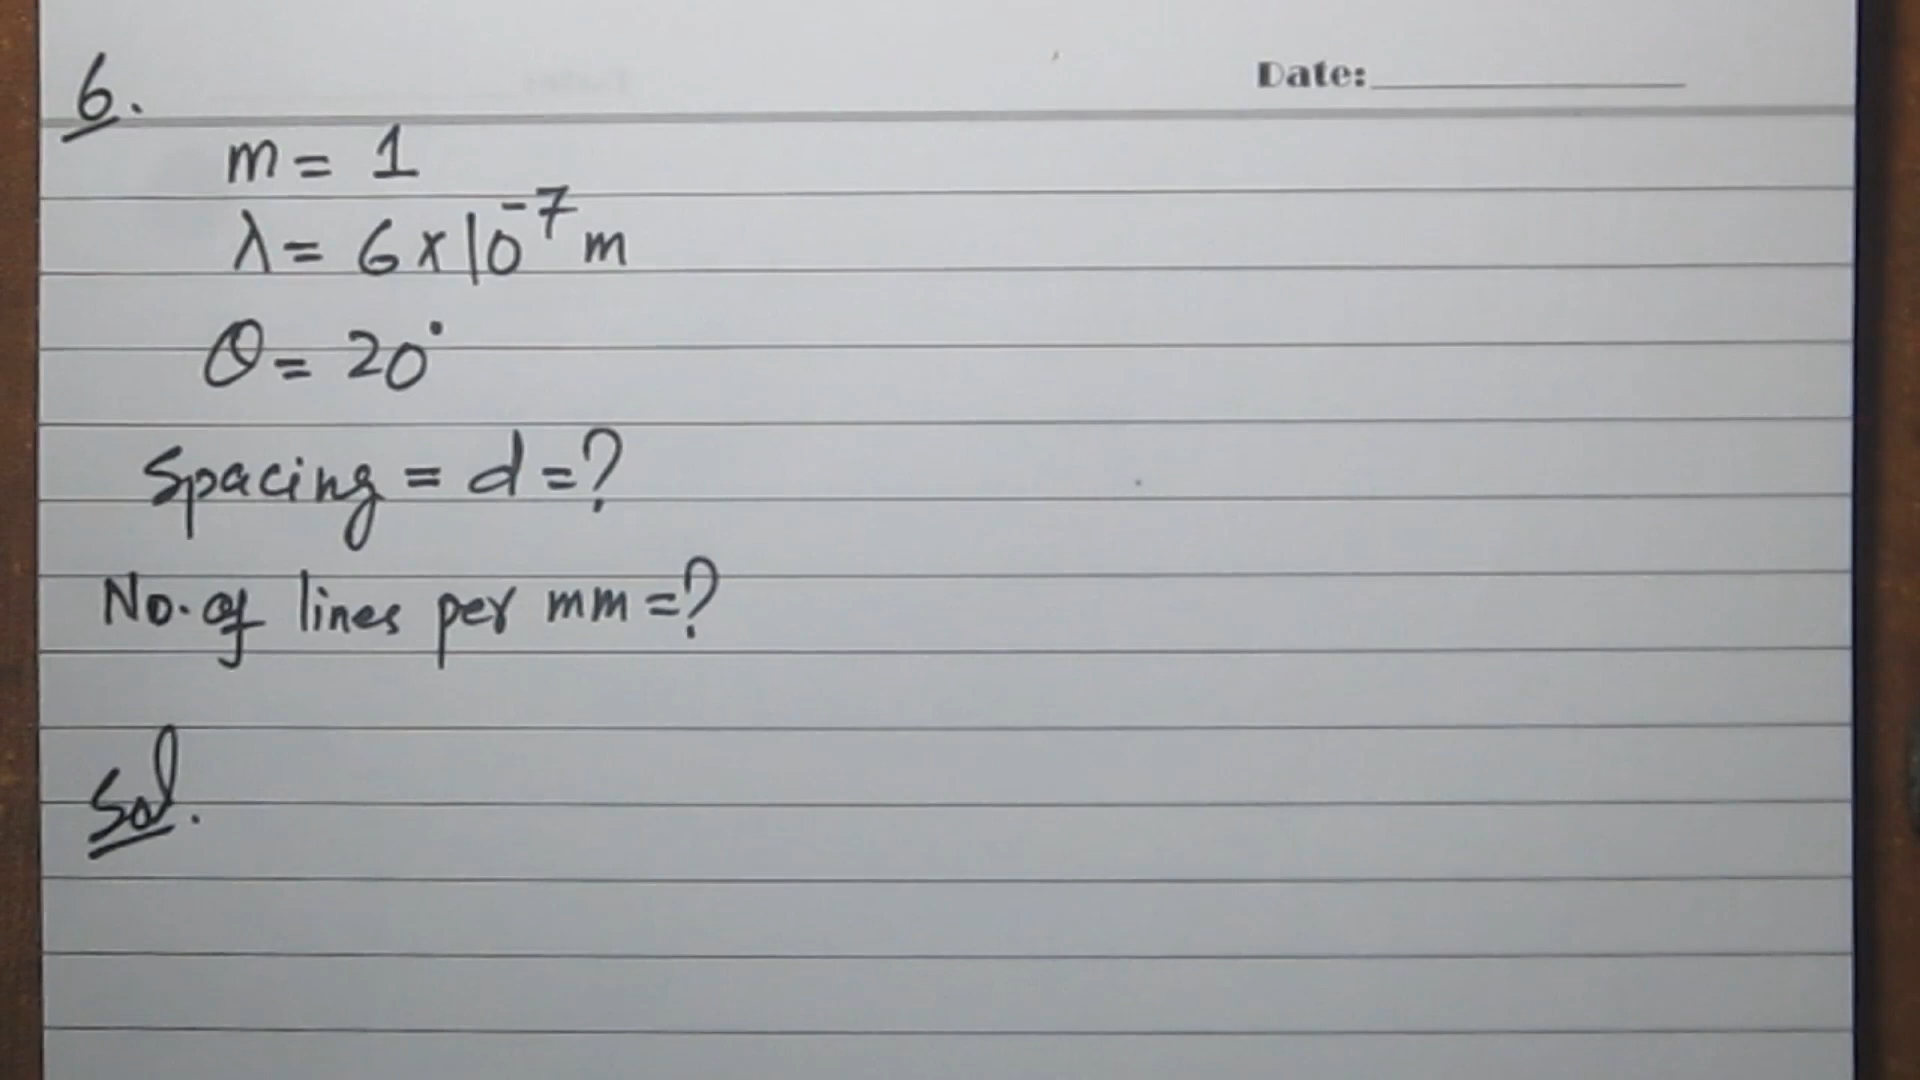 Date:
6.
m = 1
λ = 6 x 10⁻⁷ m
θ = 20°
Spacing = d = ?
No. of lines per mm = ?
Sol.